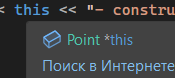 < this << "- constru
Point *this
Поиск в Интернете